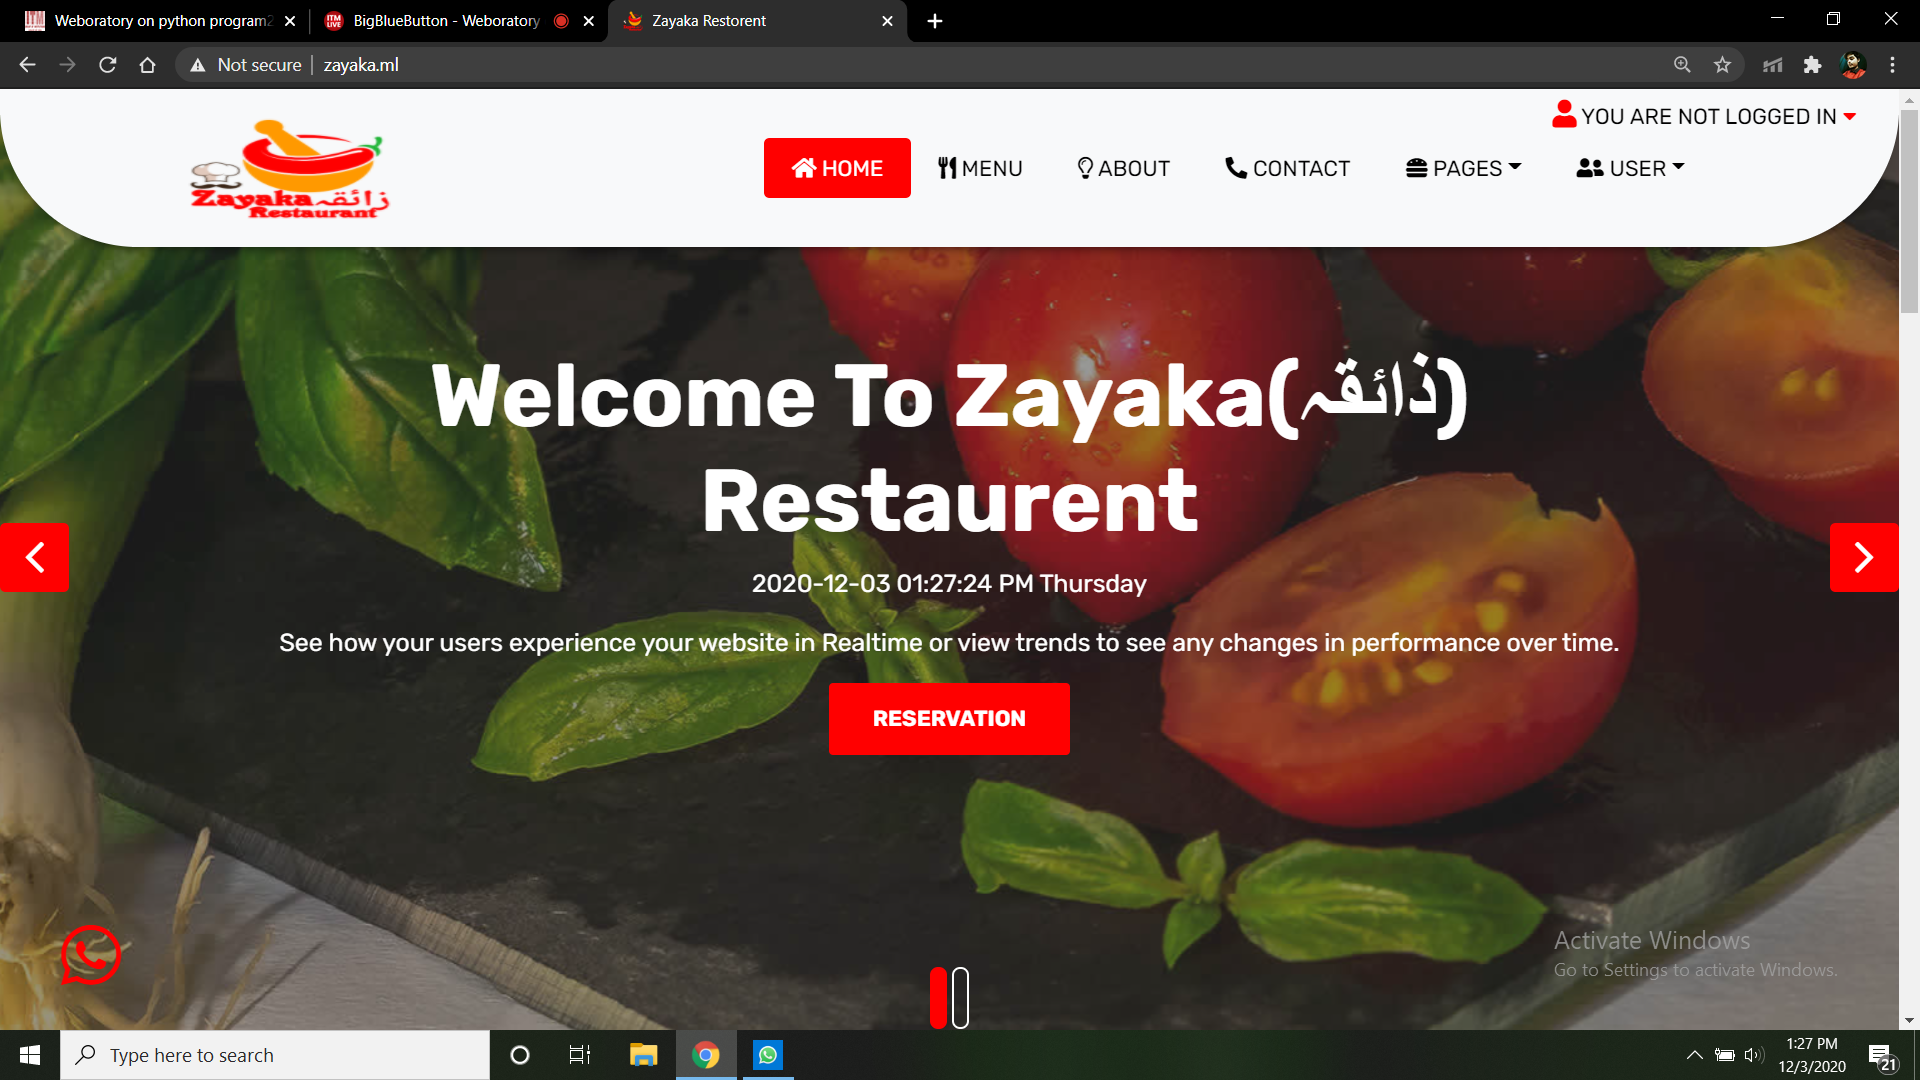 Weboratory on python program2
BigBlueButton - Weboratory
Zayaka Restorent
Not secure
zayaka.ml
YOU ARE NOT LOGGED IN
Zayaka ذائقہ
Restaurant
HOME
MENU
ABOUT
CONTACT
PAGES
USER
Welcome To Zayaka(ذائقہ)
Restaurent
2020-12-03 01:27:24 PM Thursday
See how your users experience your website in Realtime or view trends to see any changes in performance over time.
RESERVATION
Activate Windows
Go to Settings to activate Windows.
Type here to search
1:27 PM
12/3/2020
21